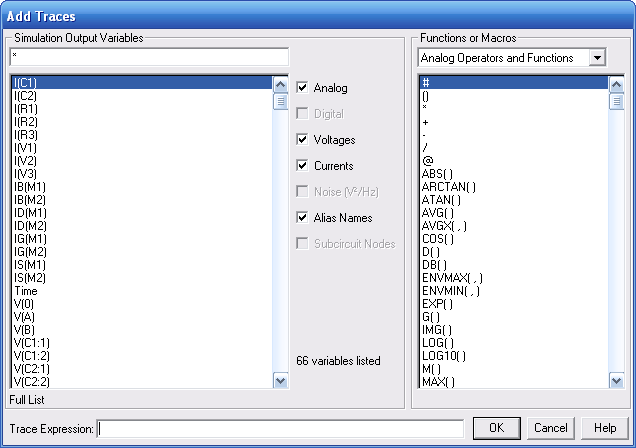 Add Traces
Simulation Output Variables
*
I(C1)
I(C2)
I(R1)
I(R2)
I(R3)
I(V1)
I(V2)
I(V3)
IB(M1)
IB(M2)
ID(M1)
ID(M2)
IG(M1)
IG(M2)
IS(M1)
IS(M2)
Time
V(0)
V(A)
V(B)
V(C1:1)
V(C1:2)
V(C2:1)
V(C2:2)
Full List
Analog
Digital
Voltages
Currents
Noise (V²/Hz)
Alias Names
Subcircuit Nodes
66 variables listed
Functions or Macros
Analog Operators and Functions
#
()
*
+
-
/
@
ABS( )
ARCTAN( )
ATAN( )
AVG( )
AVGX( , )
COS( )
D( )
DB( )
ENVMAX( , )
ENVMIN( , )
EXP( )
G( )
IMG( )
LOG( )
LOG10( )
M( )
MAX( )
Trace Expression:
OK
Cancel
Help